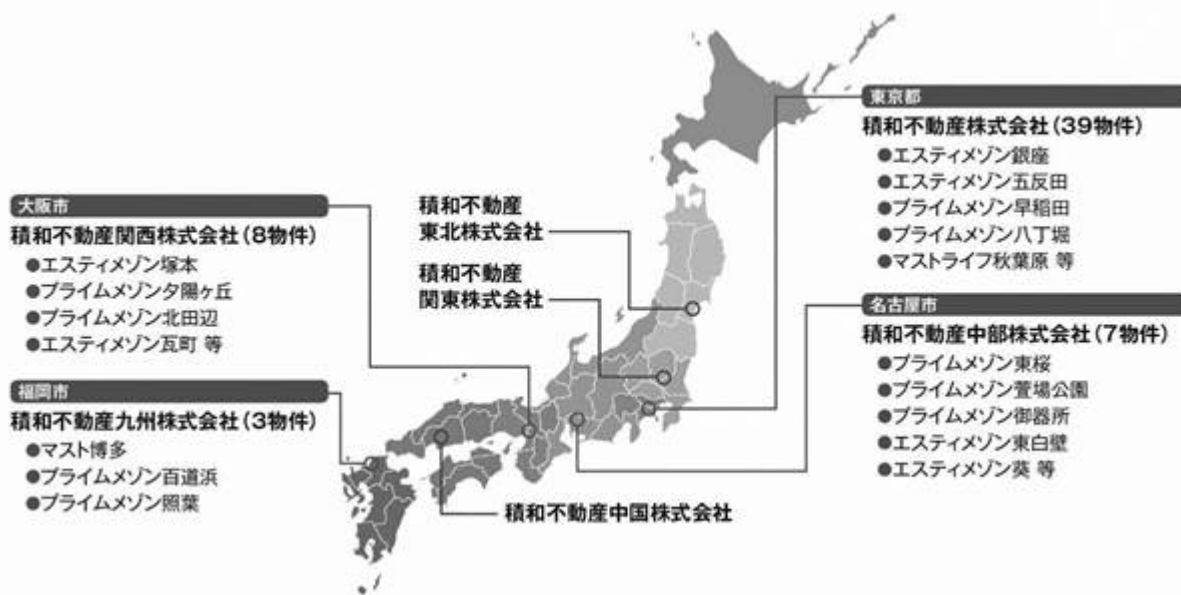 東京都
積和不動産株式会社(39物件)
●エスティメゾン銀座
●エスティメゾン五反田
●プライムメゾン早稲田
●プライムメゾン八丁堀
●マストライフ秋葉原 等
大阪市
積和不動産関西株式会社(8物件)
●エスティメゾン塚本
●プライムメゾン夕陽ヶ丘
●プライムメゾン北田辺
●エスティメゾン瓦町 等
積和不動産
東北株式会社
積和不動産
関東株式会社
名古屋市
積和不動産中部株式会社(7物件)
●プライムメゾン東桜
●プライムメゾン萱場公園
●プライムメゾン御器所
●エスティメゾン東白壁
●エスティメゾン葵 等
福岡市
積和不動産九州株式会社(3物件)
●マスト博多
●プライムメゾン百道浜
●プライムメゾン照葉
積和不動産中国株式会社